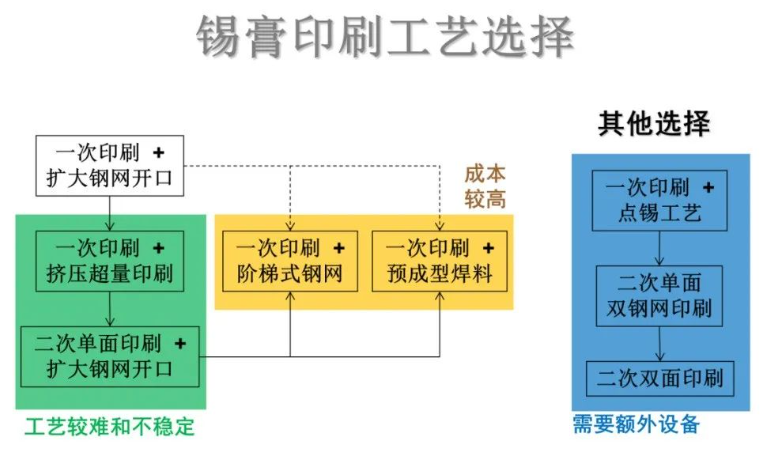 锡膏印刷工艺选择
其他选择
一次印刷 +
扩大钢网开口
成本
较高
一次印刷 +
挤压超量印刷
二次单面印刷 +
扩大钢网开口
工艺较难和不稳定
一次印刷 +
阶梯式钢网
一次印刷 +
预成型焊料
一次印刷 +
点锡工艺
二次单面
双钢网印刷
二次双面印刷
需要额外设备